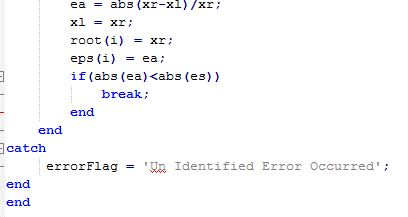 ea = abs(xr-xl)/xr;
xl = xr;
root(i) = xr;
eps(i) = ea;
if(abs(ea)<abs(es))
break;
end
end
catch
errorFlag = 'Un Identified Error Occurred';
end
end